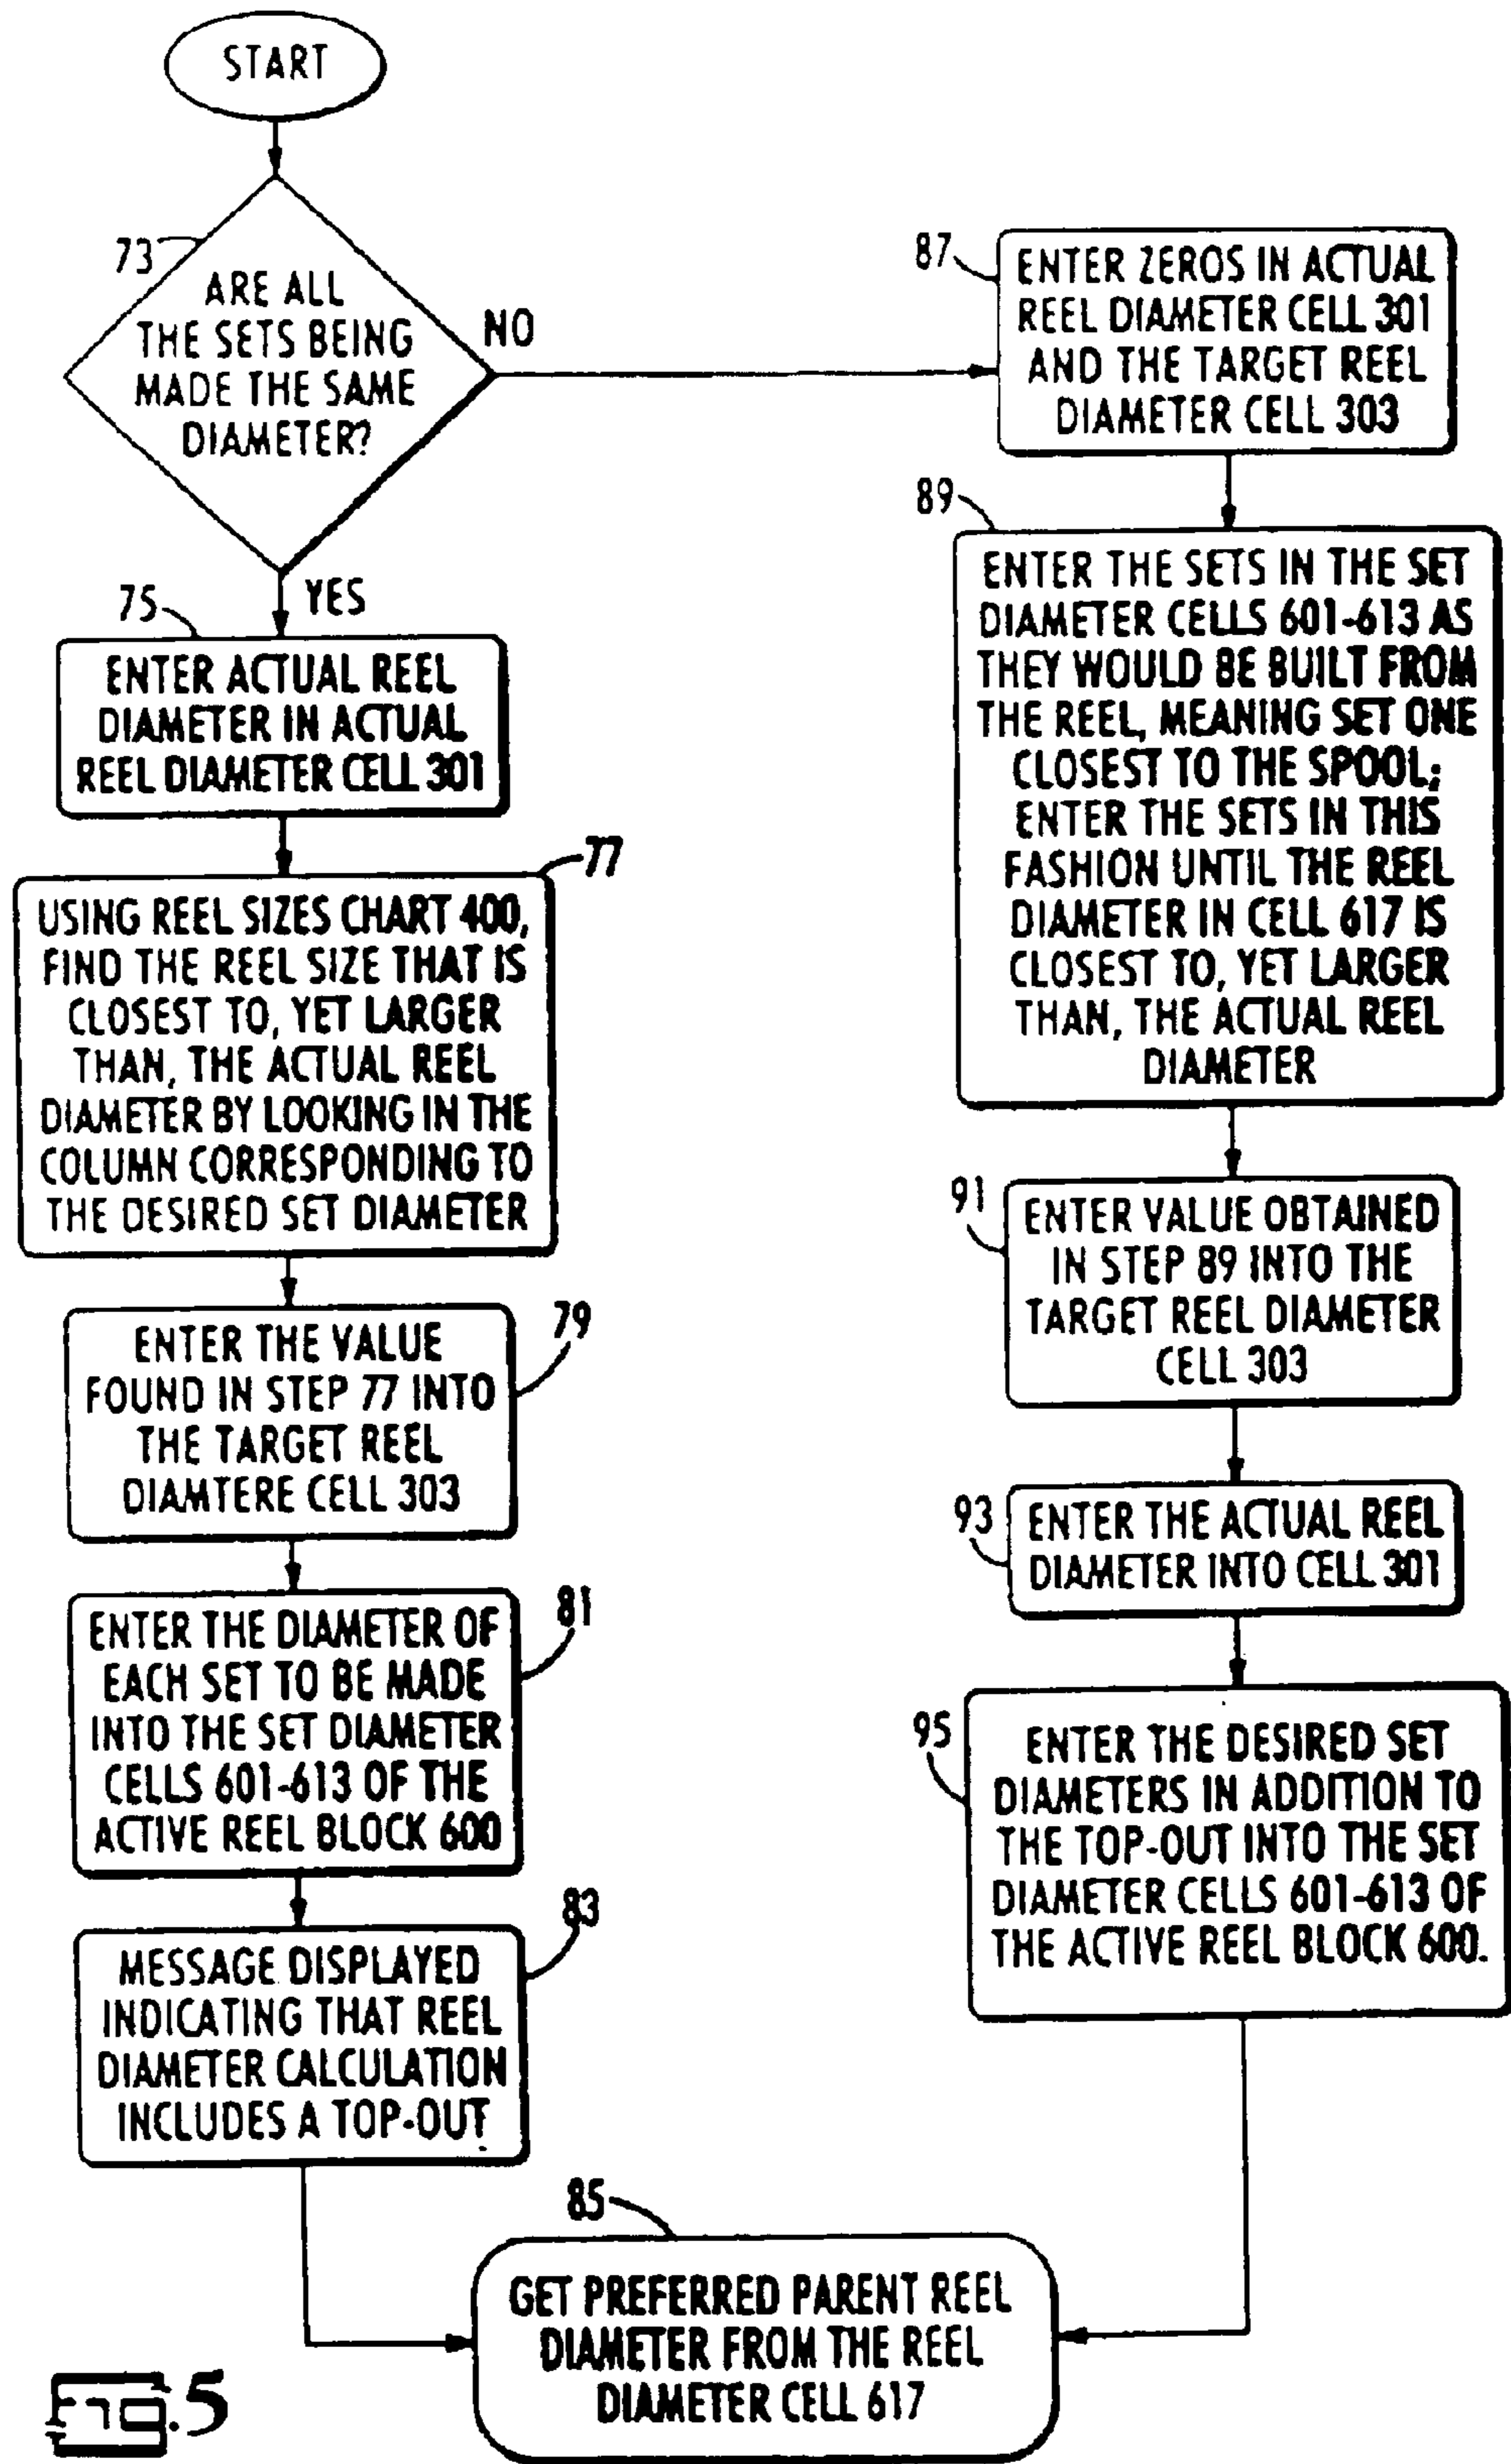 START
73
ARE ALL
THE SETS BEING
MADE THE SAME
DIAMETER?
NO
YES
75
ENTER ACTUAL REEL
DIAMETER IN ACTUAL
REEL DIAMETER CELL 301
77
USING REEL SIZES CHART 400,
FIND THE REEL SIZE THAT IS
CLOSEST TO, YET LARGER
THAN, THE ACTUAL REEL
DIAMETER BY LOOKING IN THE
COLUMN CORRESPONDING TO
THE DESIRED SET DIAMETER
79
ENTER THE VALUE
FOUND IN STEP 77 INTO
THE TARGET REEL
DIAMTERE CELL 303
81
ENTER THE DIAMETER OF
EACH SET TO BE MADE
INTO THE SET DIAMETER
CELLS 601-613 OF THE
ACTIVE REEL BLOCK 600
83
MESSAGE DISPLAYED
INDICATING THAT REEL
DIAMETER CALCULATION
INCLUDES A TOP-OUT
87
ENTER ZEROS IN ACTUAL
REEL DIAMETER CELL 301
AND THE TARGET REEL
DIAMETER CELL 303
89
ENTER THE SETS IN THE SET
DIAMETER CELLS 601-613 AS
THEY WOULD BE BUILT FROM
THE REEL, MEANING SET ONE
CLOSEST TO THE SPOOL;
ENTER THE SETS IN THIS
FASHION UNTIL THE REEL
DIAMETER IN CELL 617 IS
CLOSEST TO, YET LARGER
THAN, THE ACTUAL REEL
DIAMETER
91
ENTER VALUE OBTAINED
IN STEP 89 INTO THE
TARGET REEL DIAMETER
CELL 303
93
ENTER THE ACTUAL REEL
DIAMETER INTO CELL 301
95
ENTER THE DESIRED SET
DIAMETERS IN ADDITION TO
THE TOP-OUT INTO THE SET
DIAMETER CELLS 601-613 OF
THE ACTIVE REEL BLOCK 600.
85
GET PREFERRED PARENT REEL
DIAMETER FROM THE REEL
DIAMETER CELL 617
Fig.5